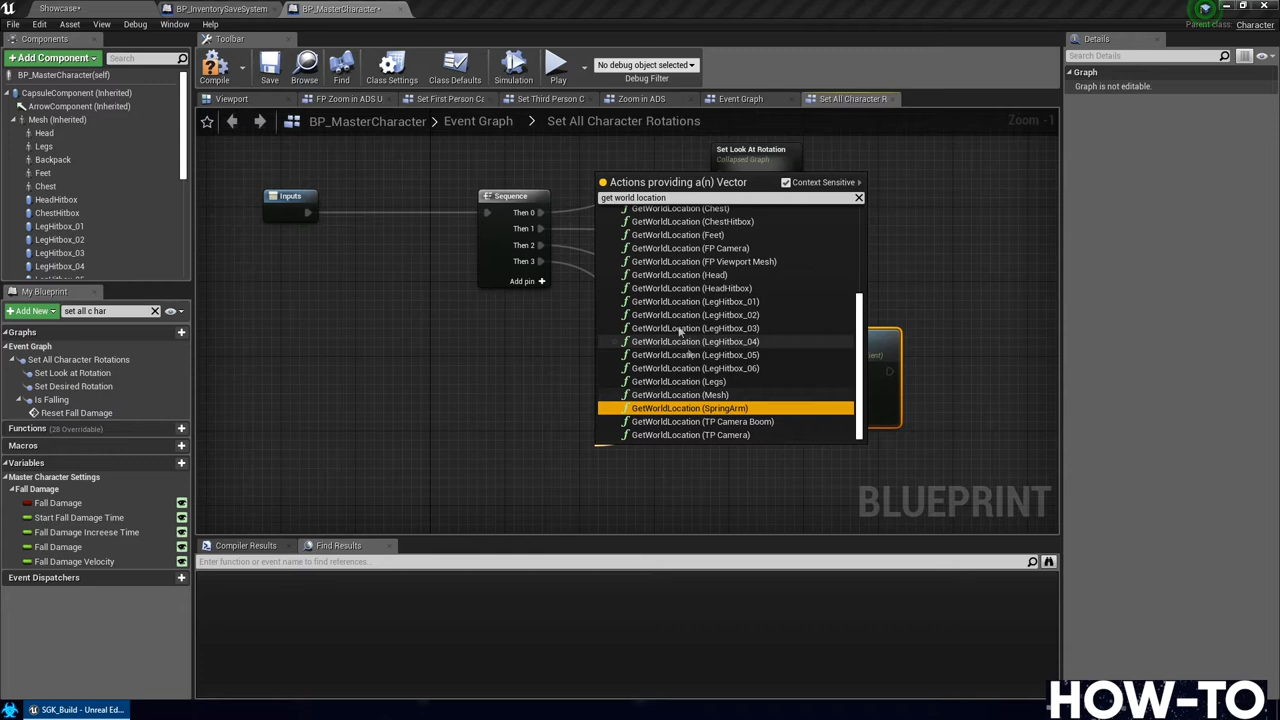 Showcase*
BP_InventorySaveSystem
BP_MasterCharacter*
File Edit Asset View Debug Window Help
Parent class: Character
Components
Toolbar
Details
+ Add Component
Search
No debug object selected
Debug Filter
Search Details
BP_MasterCharacter(self)
Compile Save Browse Find Class Settings Class Defaults Simulation Play
Graph
Graph is not editable.
CapsuleComponent (Inherited)
ArrowComponent (Inherited)
Mesh (Inherited)
Head
Legs
Backpack
Feet
Chest
HeadHitbox
ChestHitbox
LegHitbox_01
LegHitbox_02
LegHitbox_03
LegHitbox_04
Viewport
FP Zoom in ADS U
Set First Person Ca
Set Third Person C
Zoom in ADS
Event Graph
Set All Character R
BP_MasterCharacter > Event Graph > Set All Character Rotations
Zoom -1
Set Look At Rotation
Collapsed Graph
Inputs
Sequence
Then 0
Then 1
Then 2
Then 3
Add pin +
Actions providing a(n) Vector
Context Sensitive
get world location
GetWorldLocation (Chest)
GetWorldLocation (ChestHitbox)
GetWorldLocation (Feet)
GetWorldLocation (FP Camera)
GetWorldLocation (FP Viewport Mesh)
GetWorldLocation (Head)
GetWorldLocation (HeadHitbox)
GetWorldLocation (LegHitbox_01)
GetWorldLocation (LegHitbox_02)
GetWorldLocation (LegHitbox_03)
GetWorldLocation (LegHitbox_04)
GetWorldLocation (LegHitbox_05)
GetWorldLocation (LegHitbox_06)
GetWorldLocation (Legs)
GetWorldLocation (Mesh)
GetWorldLocation (SpringArm)
GetWorldLocation (TP Camera Boom)
GetWorldLocation (TP Camera)
My Blueprint
+ Add New
set all c har
Graphs
Event Graph
Set All Character Rotations
Set Look at Rotation
Set Desired Rotation
Is Falling
Reset Fall Damage
Functions (28 Overridable)
Macros
Variables
Master Character Settings
Fall Damage
Fall Damage
Start Fall Damage Time
Fall Damage Increese Time
Fall Damage
Fall Damage Velocity
Event Dispatchers
BLUEPRINT
Compiler Results
Find Results
Enter function or event name to find references...
SGK_Build - Unreal Ed...
HOW-TO